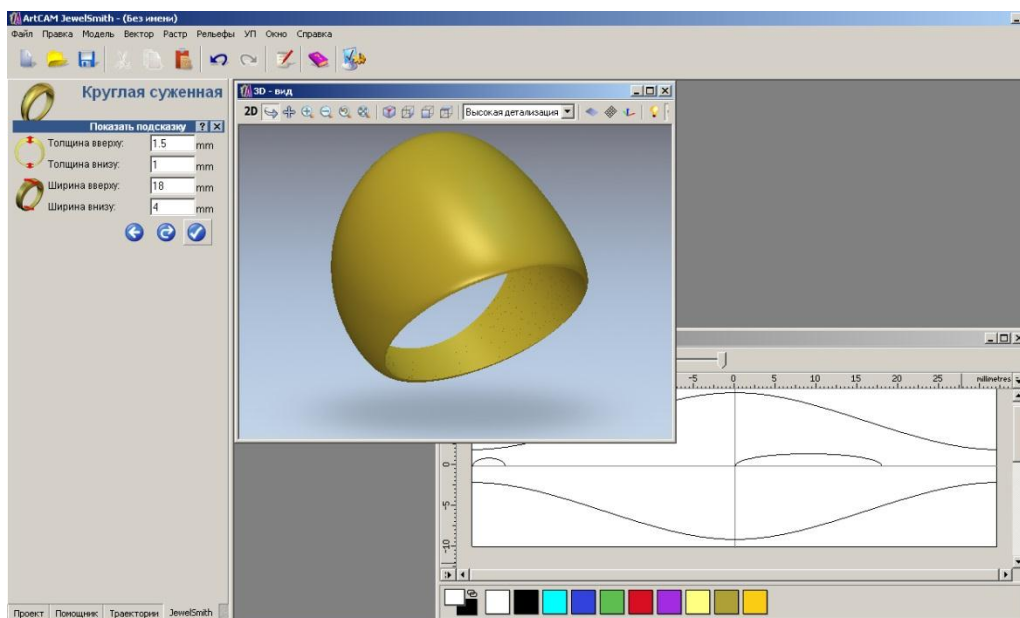 ArtCAM JewelSmith - (Без имени)
Файл Правка Модель Вектор Растр Рельефы УП Окно Справка
Круглая суженная
Показать подсказку ? X
Толщина вверху: 1.5 mm
Толщина внизу: 1 mm
Ширина вверху: 18 mm
Ширина внизу: 4 mm
3D - вид
2D Высокая детализация
-5 0 5 10 15 20 25 millimetres
0
-5
-10
Проект Помощник Траектории JewelSmith